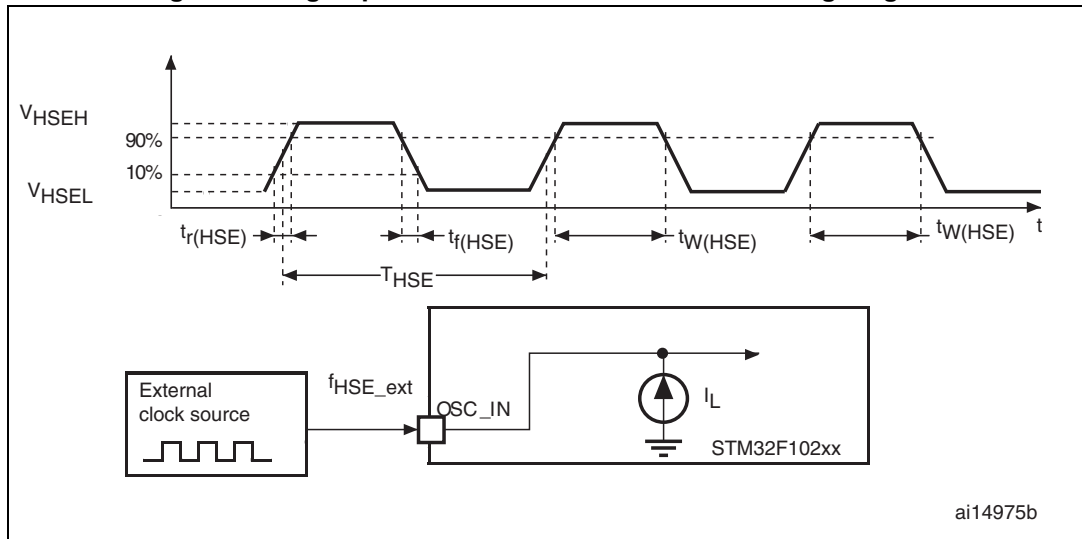 VHSEH
90%
10%
VHSEL
tr(HSE)
tf(HSE)
tW(HSE)
tW(HSE)
t
THSE
External
clock source
fHSE_ext
OSC_IN
IL
STM32F102xx
ai14975b